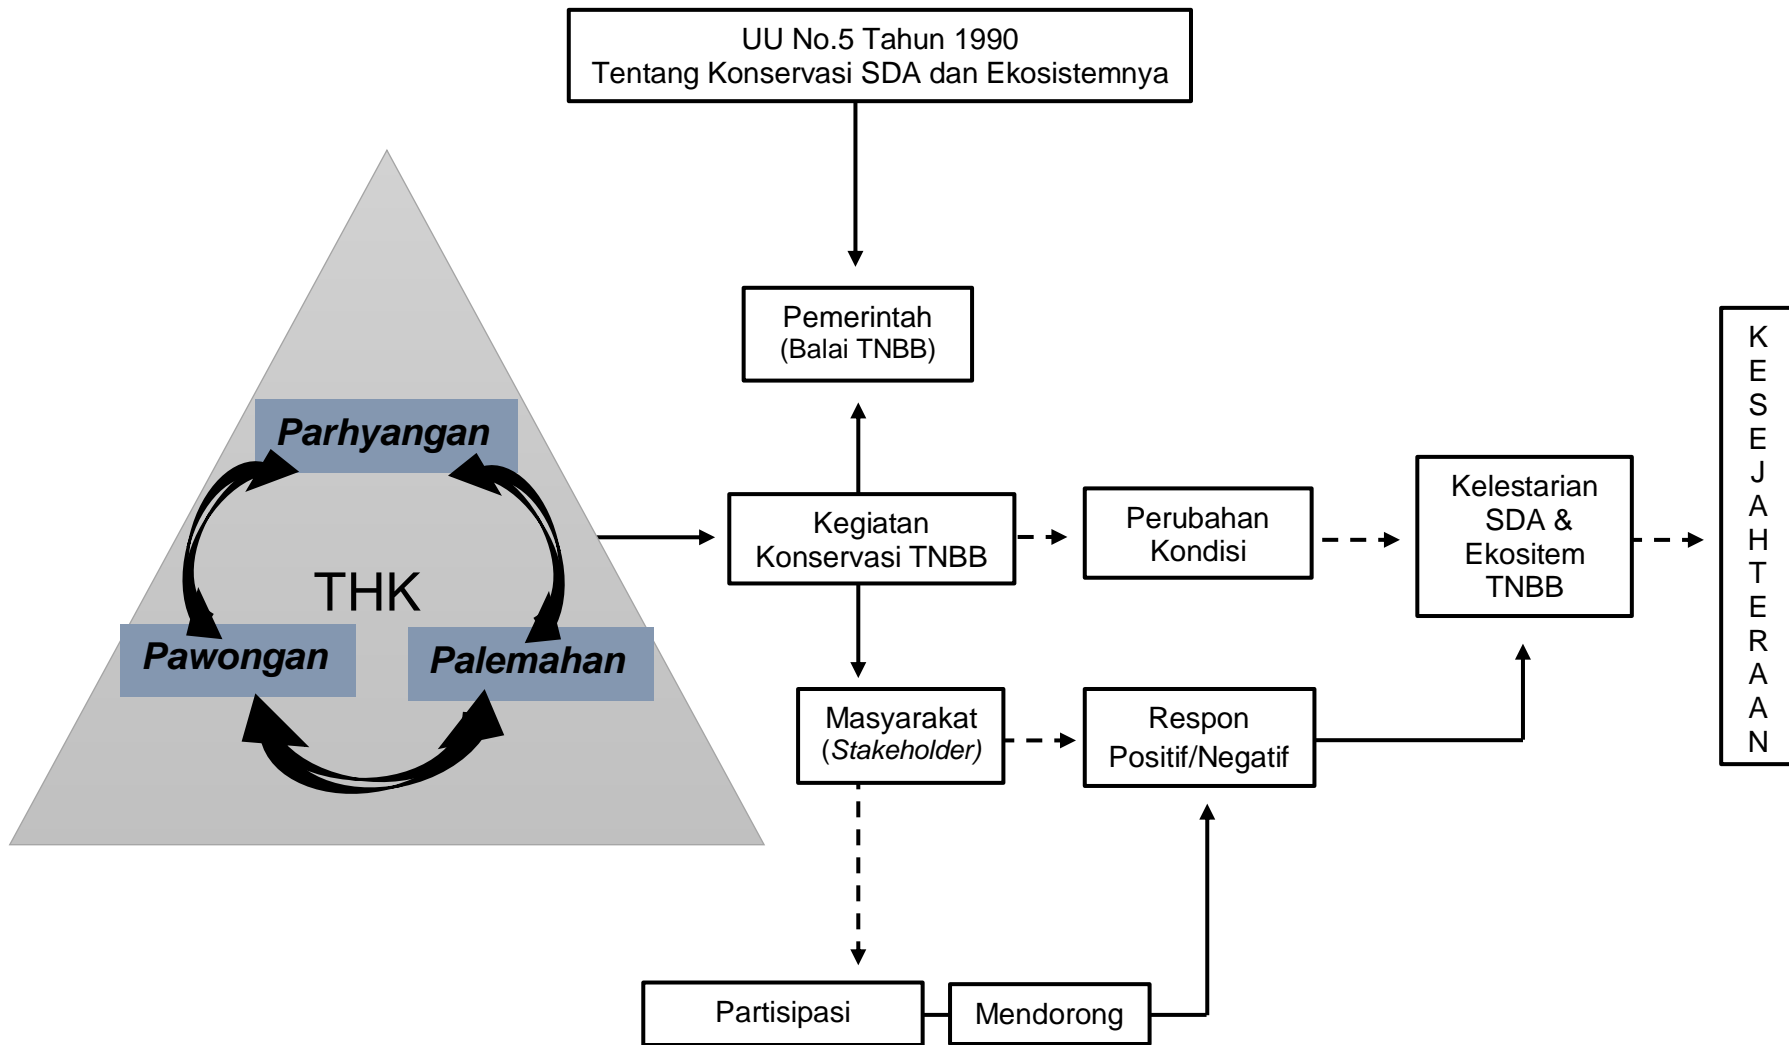 UU No.5 Tahun 1990
Tentang Konservasi SDA dan Ekosistemnya
Pemerintah
(Balai TNBB)
Parhyangan
THK
Pawongan
Palemahan
Kegiatan
Konservasi TNBB
Perubahan
Kondisi
Kelestarian
SDA &
Ekositem
TNBB
K
E
S
E
J
A
H
T
E
R
A
A
N
Masyarakat
(Stakeholder)
Respon
Positif/Negatif
Partisipasi
Mendorong